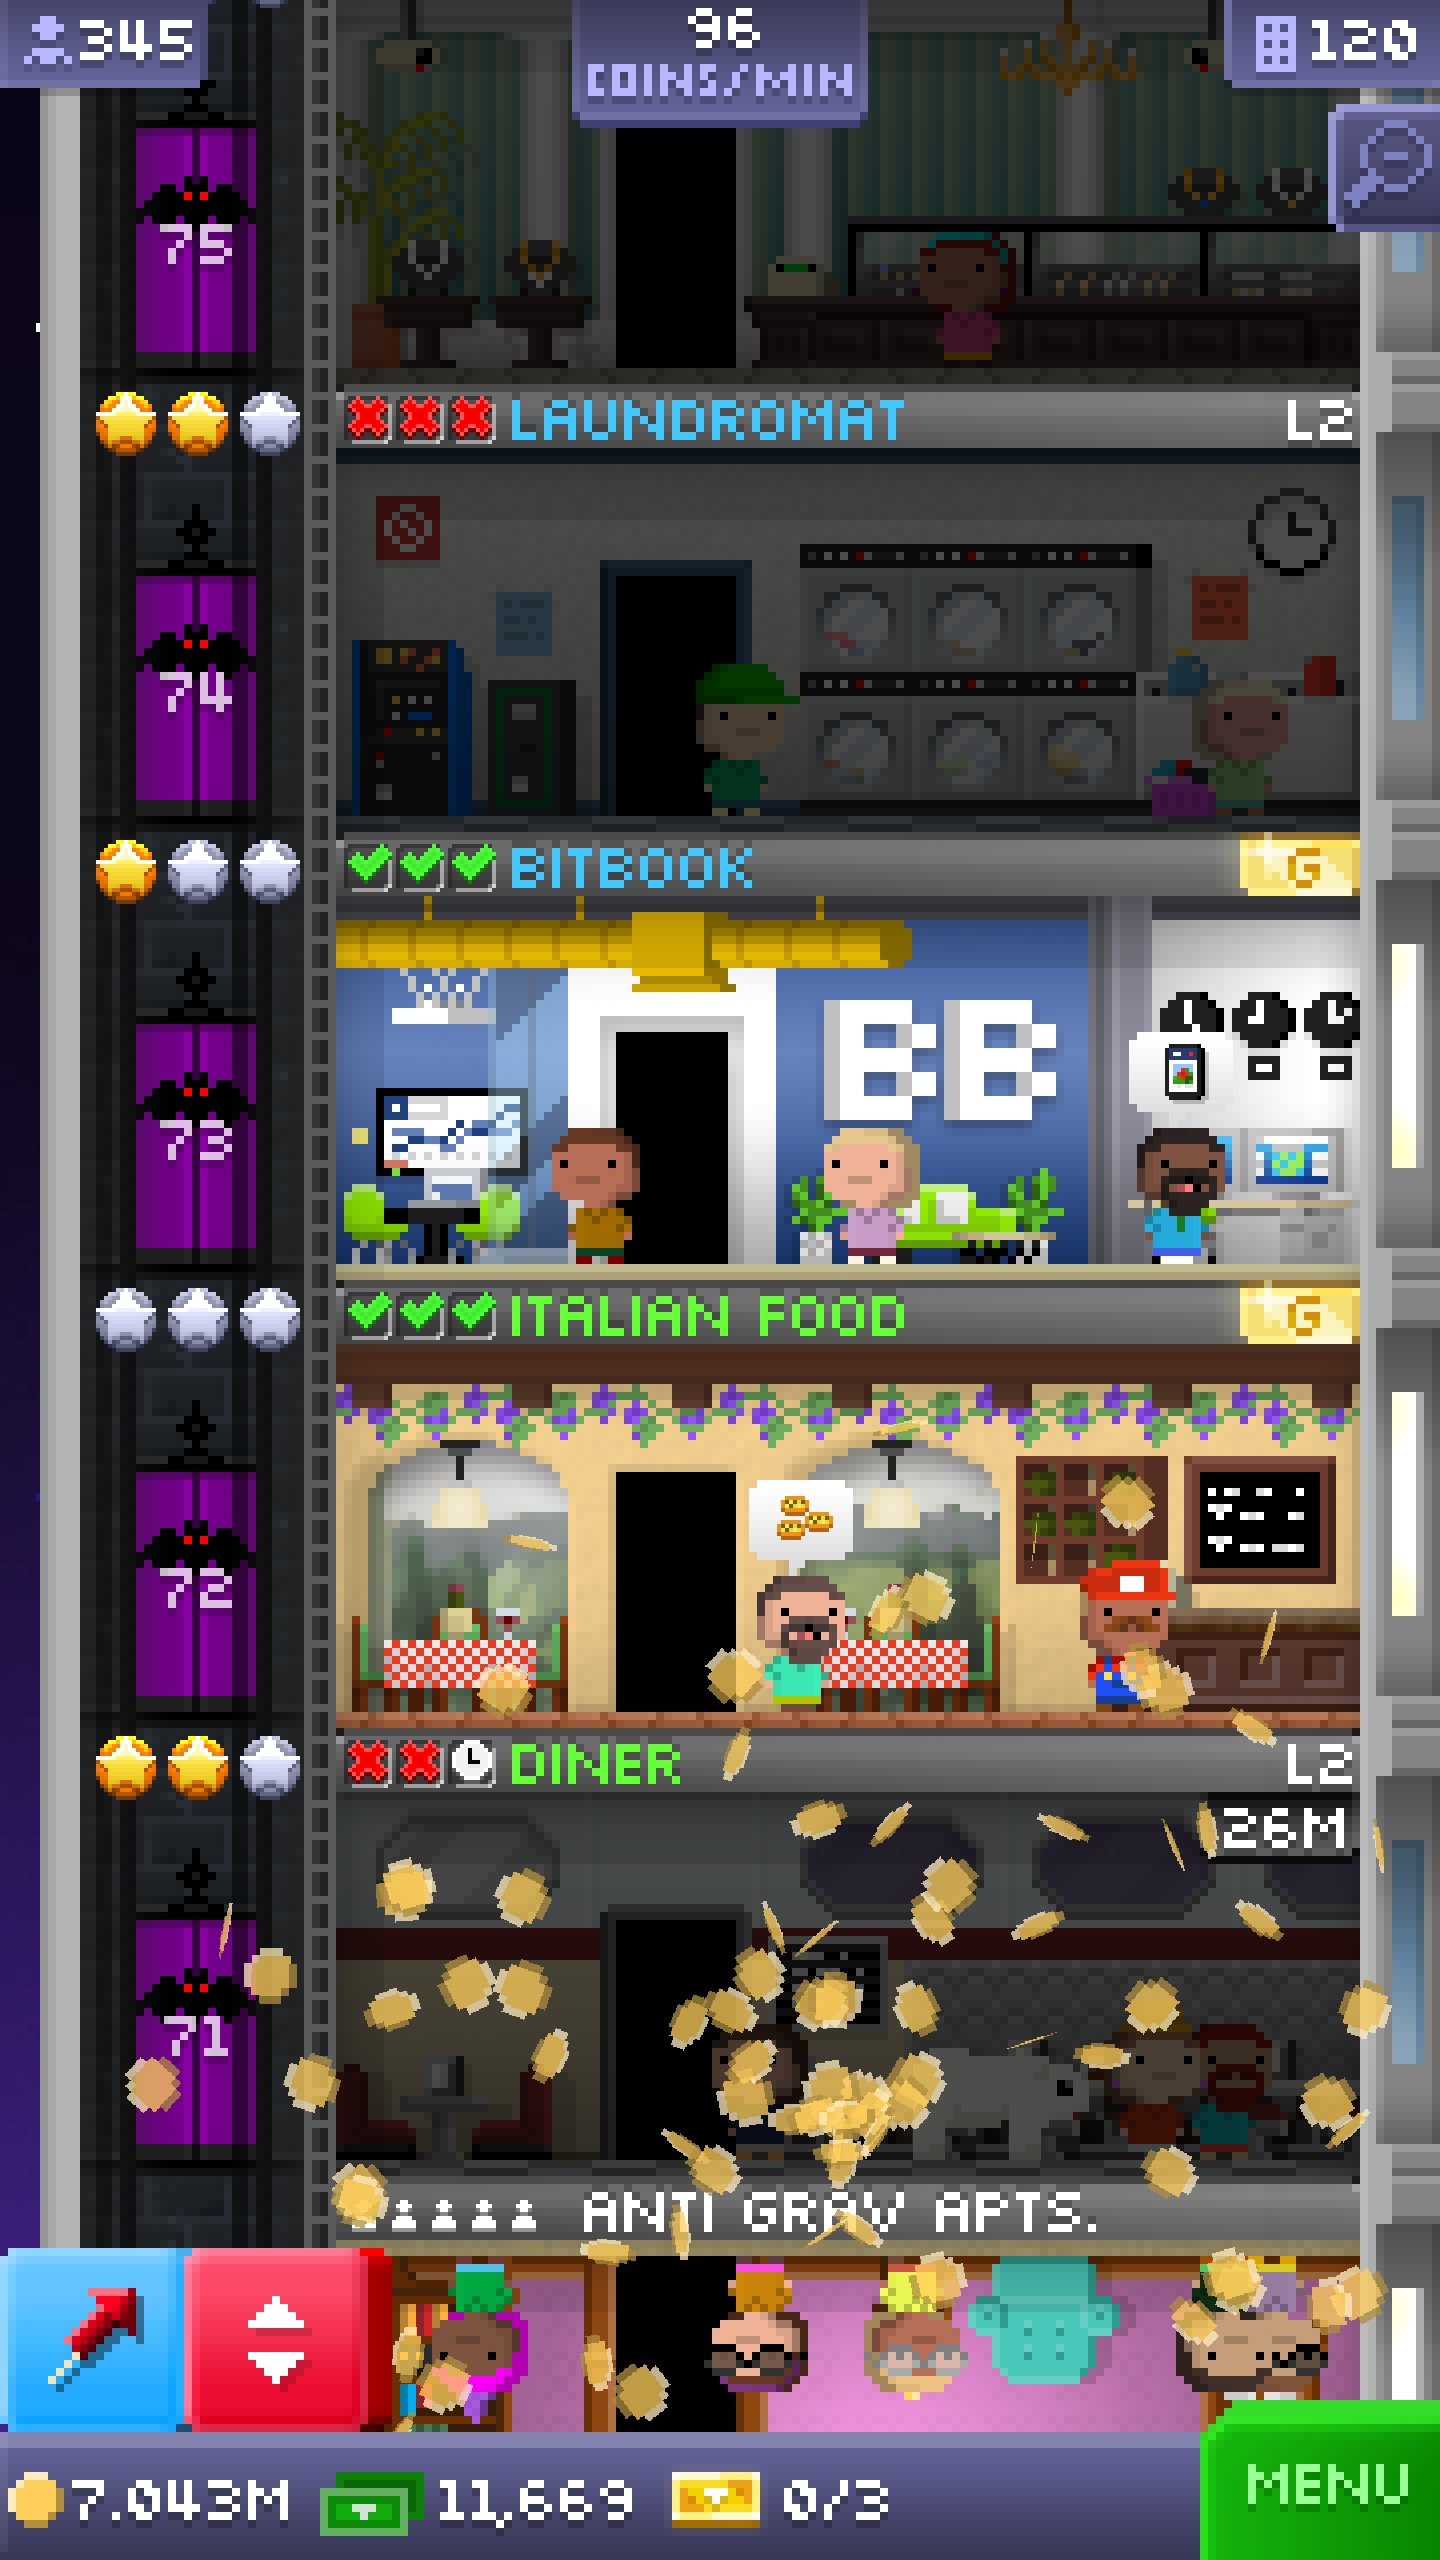 345
96
COINS/MIN
120
75
LAUNDROMAT L2
74
BITBOOK G
BB
73
ITALIAN FOOD G
72
DINER L2
26M
71
ANTI GRAV APTS.
7.043M 11,669 0/3
MENU